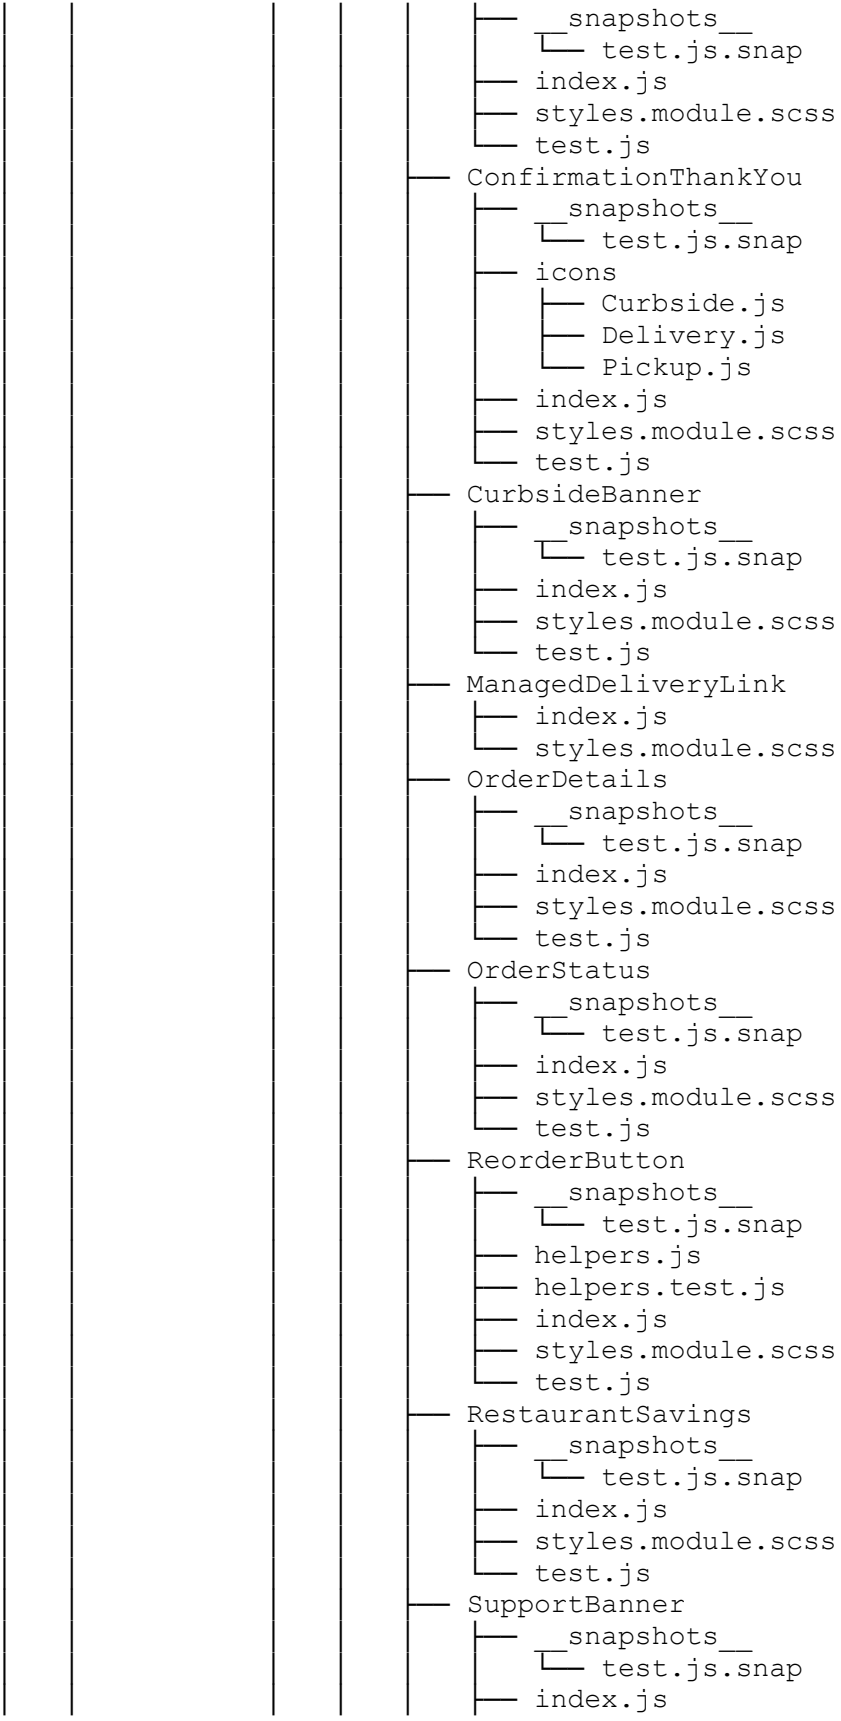 │   │           │   │   │   ├── __snapshots__
│   │           │   │   │   │   └── test.js.snap
│   │           │   │   │   ├── index.js
│   │           │   │   │   ├── styles.module.scss
│   │           │   │   │   └── test.js
│   │           │   │   ├── ConfirmationThankYou
│   │           │   │   │   ├── __snapshots__
│   │           │   │   │   │   └── test.js.snap
│   │           │   │   │   ├── icons
│   │           │   │   │   │   ├── Curbside.js
│   │           │   │   │   │   ├── Delivery.js
│   │           │   │   │   │   └── Pickup.js
│   │           │   │   │   ├── index.js
│   │           │   │   │   ├── styles.module.scss
│   │           │   │   │   └── test.js
│   │           │   │   ├── CurbsideBanner
│   │           │   │   │   ├── __snapshots__
│   │           │   │   │   │   └── test.js.snap
│   │           │   │   │   ├── index.js
│   │           │   │   │   ├── styles.module.scss
│   │           │   │   │   └── test.js
│   │           │   │   ├── ManagedDeliveryLink
│   │           │   │   │   ├── index.js
│   │           │   │   │   └── styles.module.scss
│   │           │   │   ├── OrderDetails
│   │           │   │   │   ├── __snapshots__
│   │           │   │   │   │   └── test.js.snap
│   │           │   │   │   ├── index.js
│   │           │   │   │   ├── styles.module.scss
│   │           │   │   │   └── test.js
│   │           │   │   ├── OrderStatus
│   │           │   │   │   ├── __snapshots__
│   │           │   │   │   │   └── test.js.snap
│   │           │   │   │   ├── index.js
│   │           │   │   │   ├── styles.module.scss
│   │           │   │   │   └── test.js
│   │           │   │   ├── ReorderButton
│   │           │   │   │   ├── __snapshots__
│   │           │   │   │   │   └── test.js.snap
│   │           │   │   │   ├── helpers.js
│   │           │   │   │   ├── helpers.test.js
│   │           │   │   │   ├── index.js
│   │           │   │   │   ├── styles.module.scss
│   │           │   │   │   └── test.js
│   │           │   │   ├── RestaurantSavings
│   │           │   │   │   ├── __snapshots__
│   │           │   │   │   │   └── test.js.snap
│   │           │   │   │   ├── index.js
│   │           │   │   │   ├── styles.module.scss
│   │           │   │   │   └── test.js
│   │           │   │   ├── SupportBanner
│   │           │   │   │   ├── __snapshots__
│   │           │   │   │   │   └── test.js.snap
│   │           │   │   │   ├── index.js